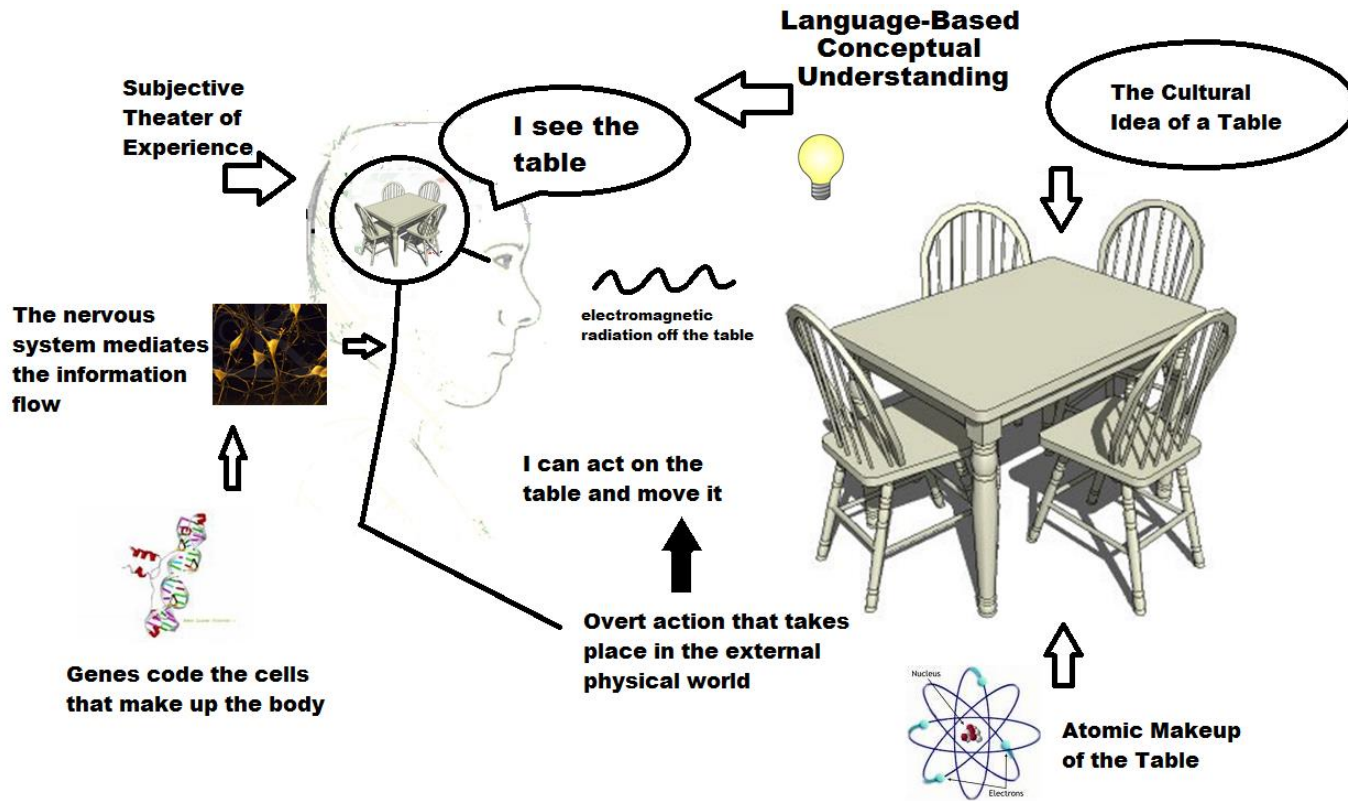 Language-Based
Conceptual
Understanding
Subjective
Theater of
Experience
I see the
table
The Cultural
Idea of a Table
electromagnetic
radiation off the table
The nervous
system mediates
the information
flow
I can act on the
table and move it
Overt action that takes
place in the external
physical world
Genes code the cells
that make up the body
Nucleus
Electrons
Atomic Makeup
of the Table